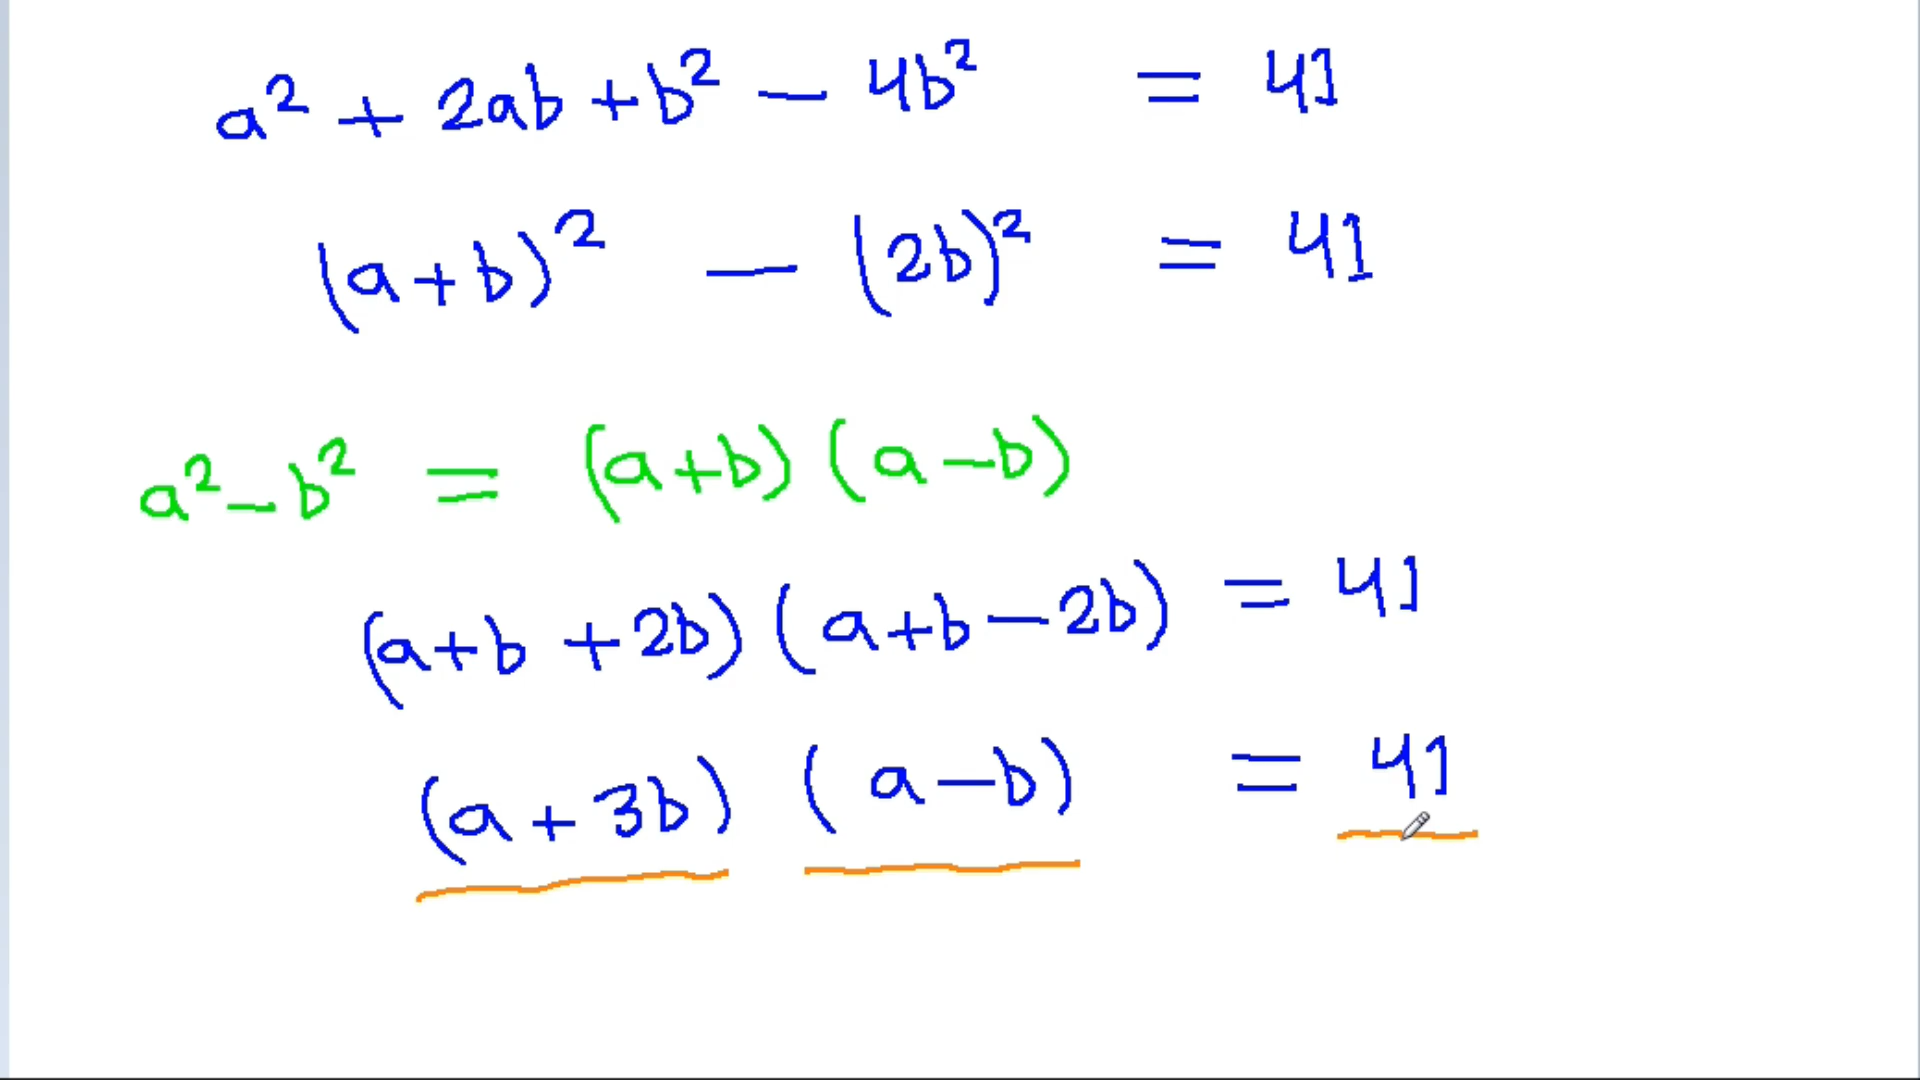 a² + 2ab + b² - 4b² = 41
(a+b)² - (2b)² = 41
a² - b² = (a+b) (a-b)
(a+b +2b) (a+b-2b) = 41
(a+3b) (a-b) = 41